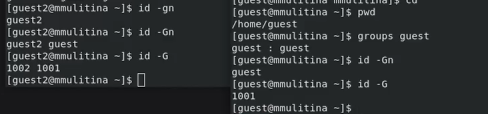 [guest2@mmulitina ~]$ id -gn
guest2
[guest2@mmulitina ~]$ id -Gn
guest2 guest
[guest2@mmulitina ~]$ id -G
1002 1001
[guest2@mmulitina ~]$
[guest@mmulitina ~]$ pwd
/home/guest
[guest@mmulitina ~]$ groups guest
guest : guest
[guest@mmulitina ~]$ id -Gn
guest
[guest@mmulitina ~]$ id -G
1001
[guest@mmulitina ~]$